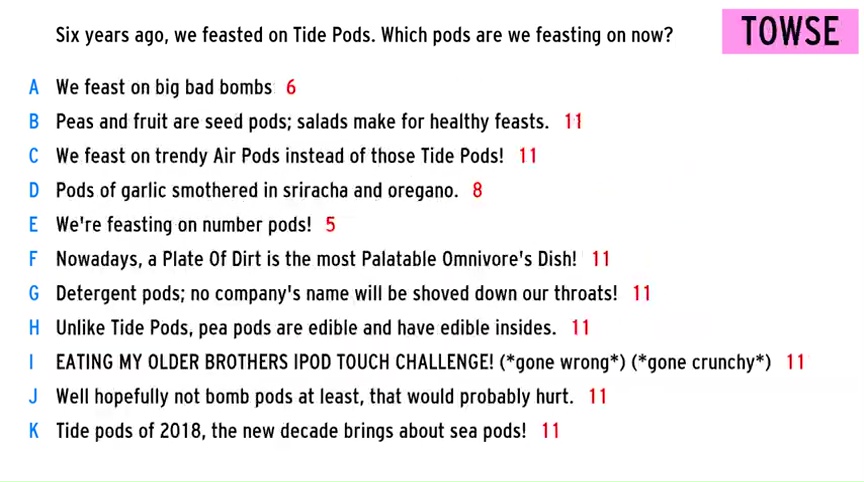 Six years ago, we feasted on Tide Pods. Which pods are we feasting on now?
TOWSE
A We feast on big bad bombs 6
B Peas and fruit are seed pods; salads make for healthy feasts. 11
C We feast on trendy Air Pods instead of those Tide Pods! 11
D Pods of garlic smothered in sriracha and oregano. 8
E We're feasting on number pods! 5
F Nowadays, a Plate Of Dirt is the most Palatable Omnivore's Dish! 11
G Detergent pods; no company's name will be shoved down our throats! 11
H Unlike Tide Pods, pea pods are edible and have edible insides. 11
I EATING MY OLDER BROTHERS IPOD TOUCH CHALLENGE! (*gone wrong*) (*gone crunchy*) 11
J Well hopefully not bomb pods at least, that would probably hurt. 11
K Tide pods of 2018, the new decade brings about sea pods! 11